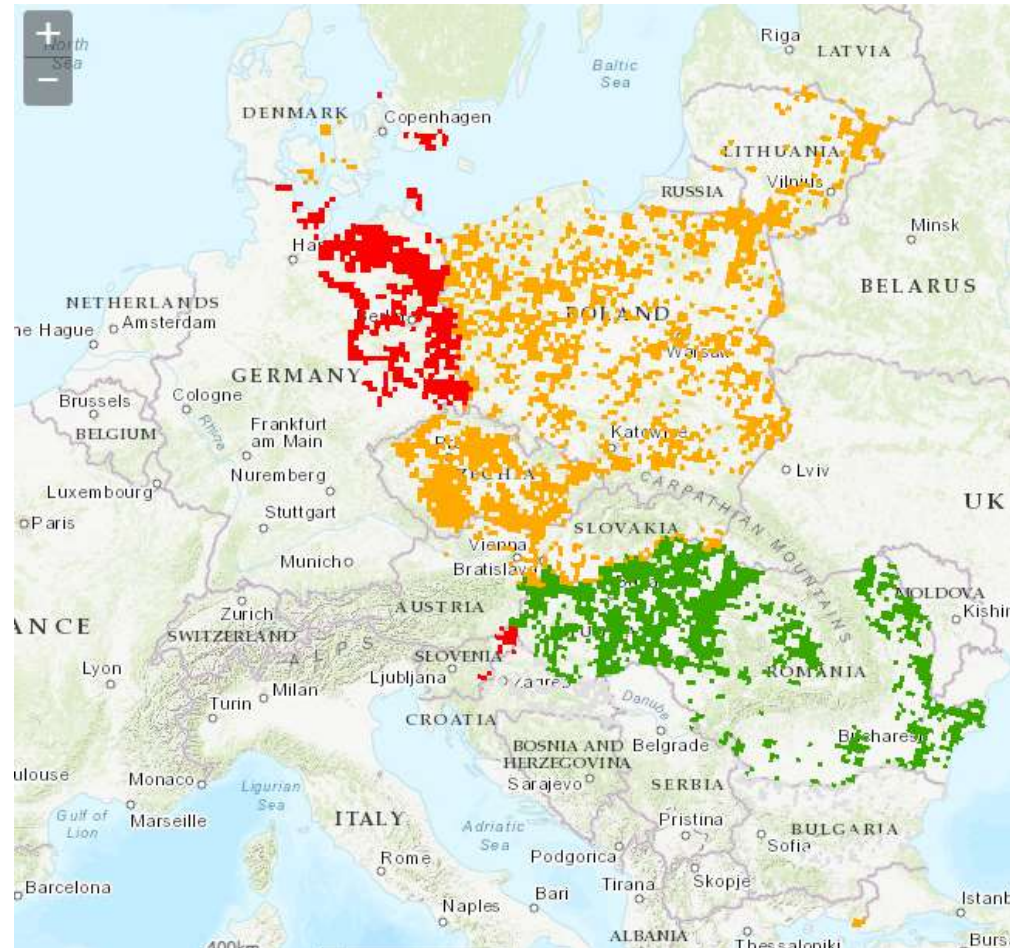 +
−
North
Sea
Riga
LATVIA
Baltic
Sea
DENMARK
Copenhagen
LITHUANIA
Vilnius
RUSSIA
Minsk
BELARUS
NETHERLANDS
Amsterdam
he Hague
POLAND
GERMANY
Brussels
BELGIUM
Cologne
Rhine
Frankfurt
am Main
Katowice
Lviv
Nuremberg
Luxembourg
CARPATHIAN MOUNTAINS
UK
Paris
Stuttgart
SLOVAKIA
Vienna
Munich
Bratislava
AUSTRIA
MOLDOVA
Kishin
Zurich
ANCE
SWITZERLAND
ALPS
SLOVENIA
ROMANIA
Lyon
Ljubljana
Milan
Turin
Danube
CROATIA
Bucharest
BOSNIA AND
HERZEGOVINA
Belgrade
ulouse
Monaco
Ligurian
Sea
Sarajevo
SERBIA
Gulf of
Lion
Marseille
ITALY
Adriatic
Sea
Pristina
BULGARIA
Sofia
Rome
Podgorica
Barcelona
Tirana
Skopje
Bari
Istanb
Naples
ALBANIA
Thessaloniki
Burs
400km